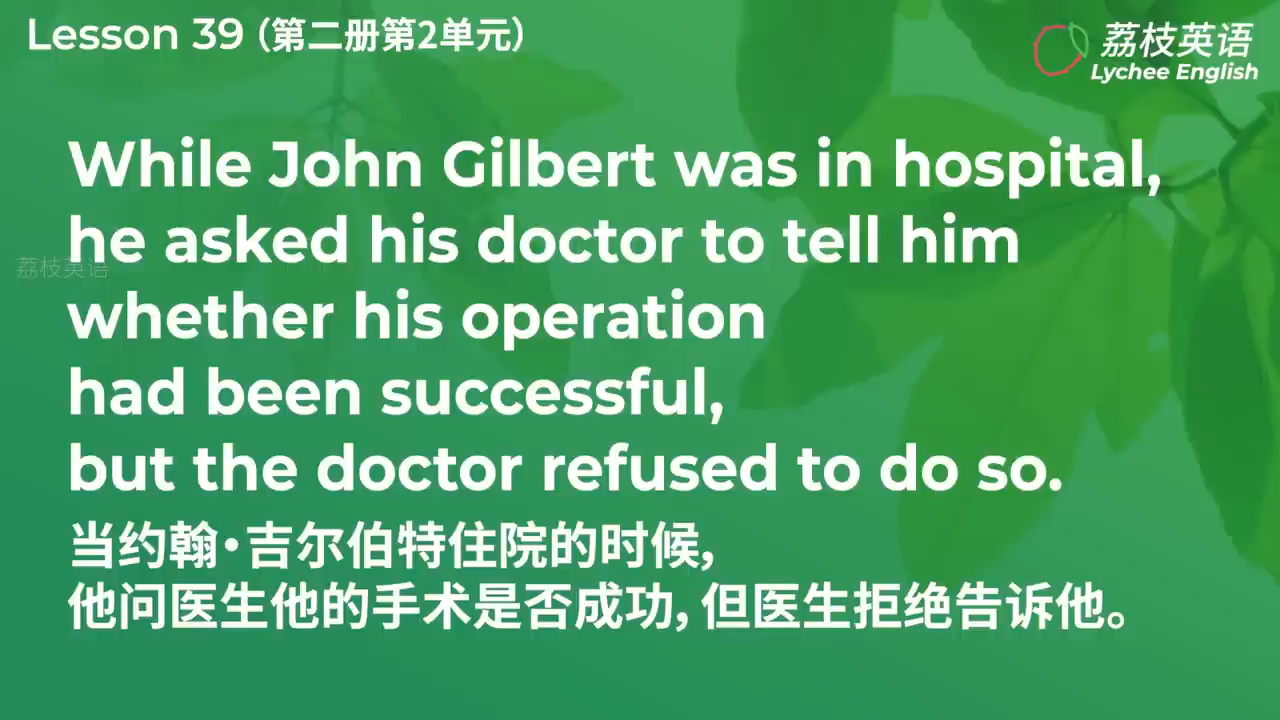 Lesson 39（第二册第2单元）
荔枝英语
Lychee English
While John Gilbert was in hospital,
he asked his doctor to tell him
荔枝英语
whether his operation
had been successful,
but the doctor refused to do so.
当约翰·吉尔伯特住院的时候,
他问医生他的手术是否成功, 但医生拒绝告诉他。